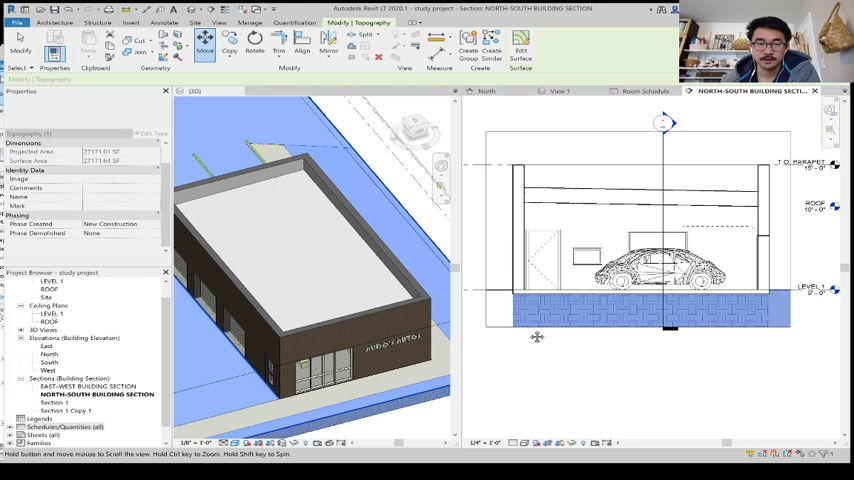 Autodesk Revit LT 2020.1 - study project - Section: NORTH-SOUTH BUILDING SECTION
File Architecture Structure Insert Annotate Site View Manage Quantification Modify | Topography
Modify Properties Clipboard Cut Join Geometry Move Copy Rotate Trim Align Mirror Split Modify Measure Create Group Create Similar Create Edit Surface Surface
Select Properties
Modify | Topography
Properties
Topography (1) Edit Type
Dimensions
Projected Area 27171.01 SF
Surface Area 27171.64 SF
Identity Data
Image
Comments
Name
Mark
Phasing
Phase Created New Construction
Phase Demolished None
Project Browser - study project
LEVEL 1
ROOF
Site
Ceiling Plans
LEVEL 1
ROOF
3D Views
Elevations (Building Elevation)
East
North
South
West
Sections (Building Section)
EAST-WEST BUILDING SECTION
NORTH-SOUTH BUILDING SECTION
Section 1
Section 1 Copy 1
Legends
Schedules/Quantities (all)
Sheets (all)
Families
{3D}
North
View 1
Room Schedule
NORTH-SOUTH BUILDING SECTI...
T.O. PARAPET
15' - 0"
ROOF
10' - 0"
LEVEL 1
0' - 0"
1/8" = 1'-0"
1/4" = 1'-0"
Hold button and move mouse to Scroll the view. Hold Ctrl key to Zoom. Hold Shift key to Spin.
:1